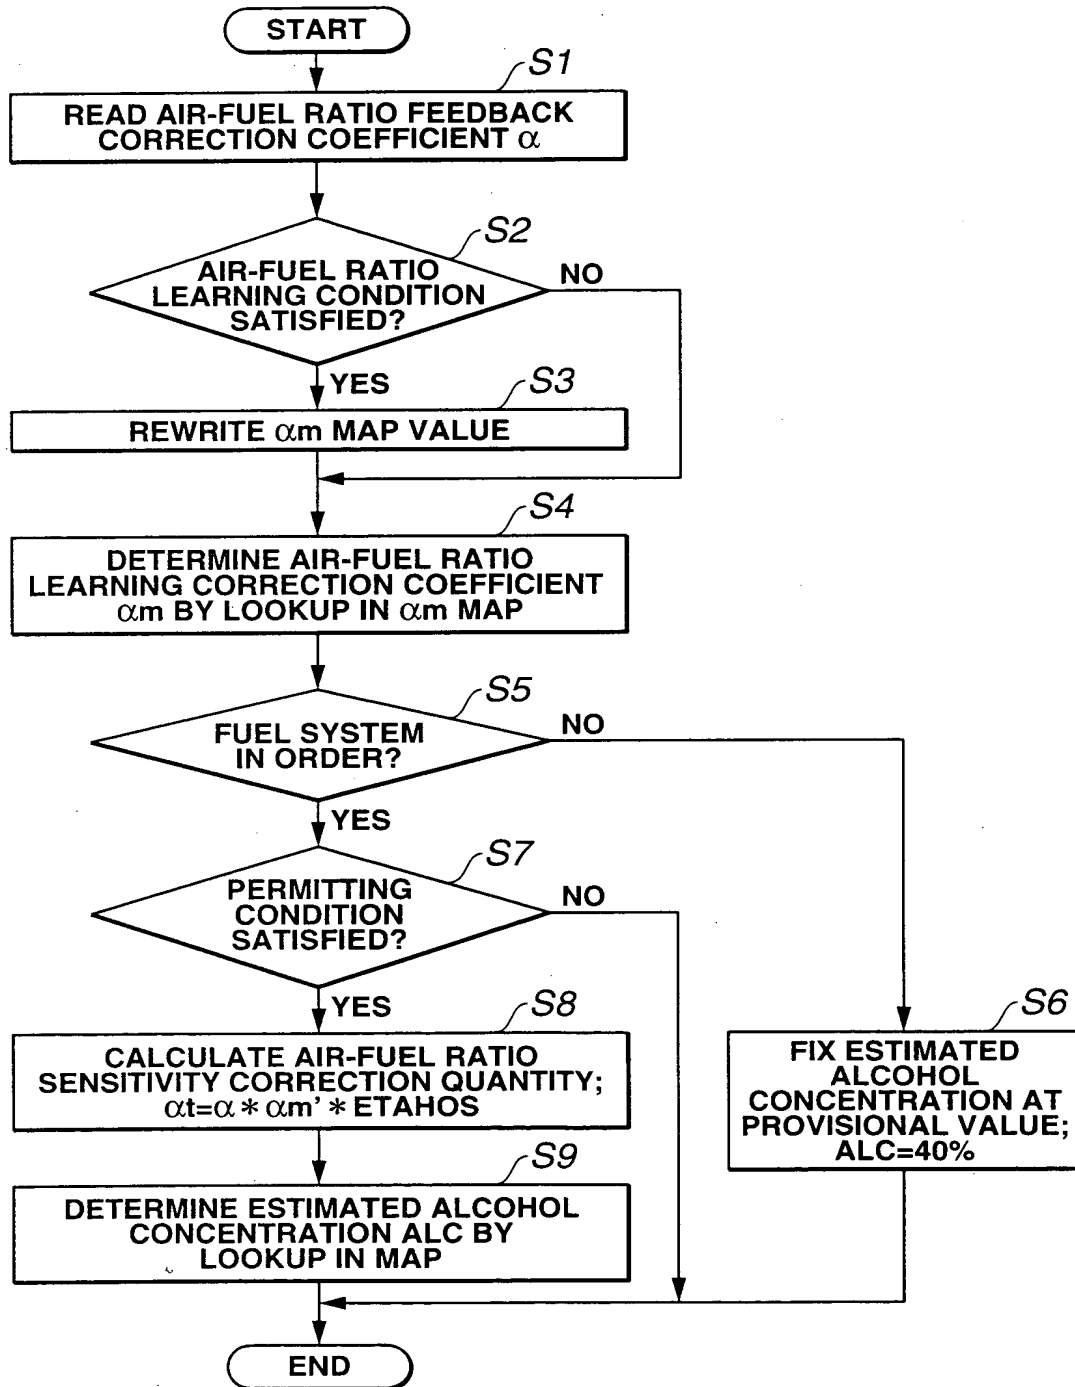 START
S1
READ AIR-FUEL RATIO FEEDBACK
CORRECTION COEFFICIENT α
S2
AIR-FUEL RATIO
LEARNING CONDITION
SATISFIED?
NO
YES
S3
REWRITE αm MAP VALUE
S4
DETERMINE AIR-FUEL RATIO
LEARNING CORRECTION COEFFICIENT
αm BY LOOKUP IN αm MAP
S5
FUEL SYSTEM
IN ORDER?
NO
YES
S7
PERMITTING
CONDITION
SATISFIED?
NO
YES
S8
CALCULATE AIR-FUEL RATIO
SENSITIVITY CORRECTION QUANTITY;
αt=α * αm' * ETAHOS
S6
FIX ESTIMATED
ALCOHOL
CONCENTRATION AT
PROVISIONAL VALUE;
ALC=40%
S9
DETERMINE ESTIMATED ALCOHOL
CONCENTRATION ALC BY
LOOKUP IN MAP
END